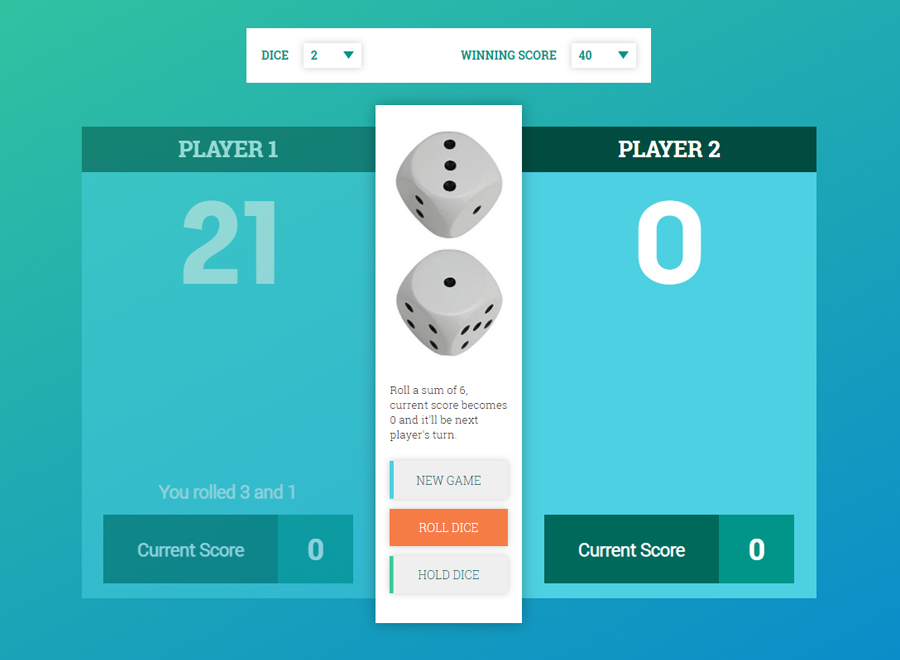 DICE 2 WINNING SCORE 40
PLAYER 1
21
You rolled 3 and 1
Current Score 0
Roll a sum of 6,
current score becomes
0 and it'll be next
player's turn.
NEW GAME
ROLL DICE
HOLD DICE
PLAYER 2
0
Current Score 0